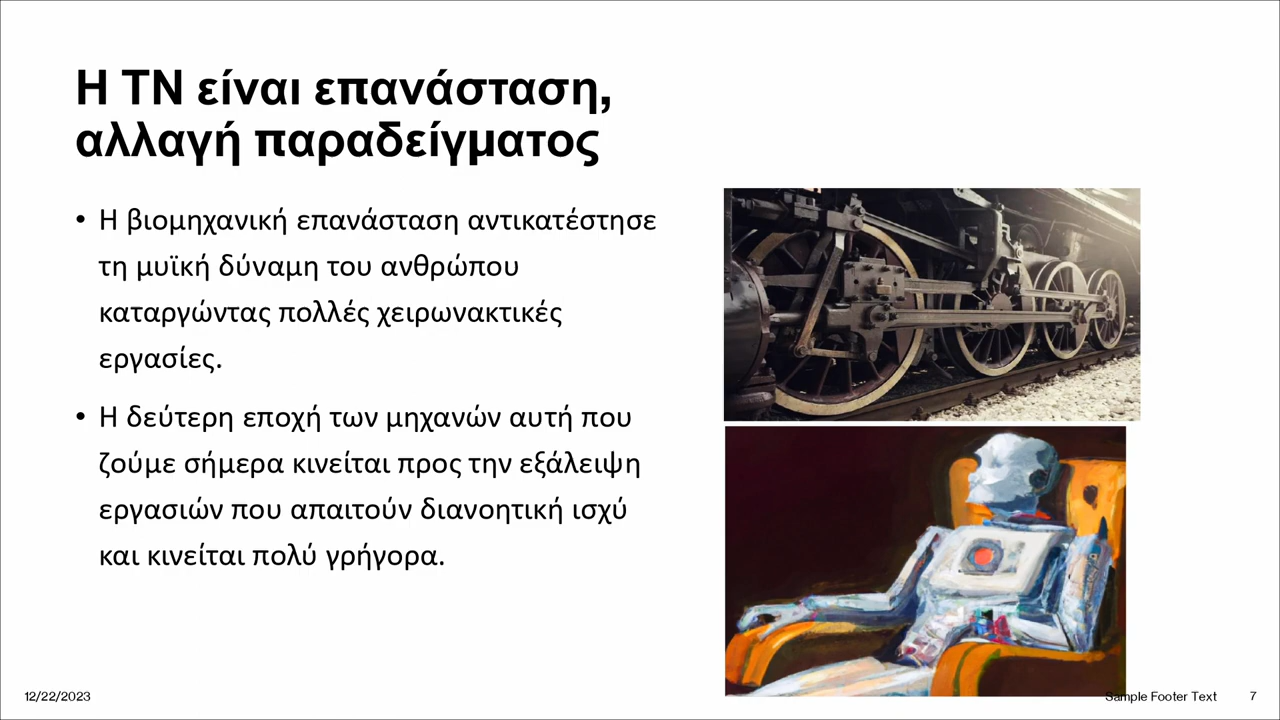 Η ΤΝ είναι επανάσταση,
αλλαγή παραδείγματος
• Η βιομηχανική επανάσταση αντικατέστησε
τη μυϊκή δύναμη του ανθρώπου
καταργώντας πολλές χειρωνακτικές
εργασίες.
• Η δεύτερη εποχή των μηχανών αυτή που
ζούμε σήμερα κινείται προς την εξάλειψη
εργασιών που απαιτούν διανοητική ισχύ
και κινείται πολύ γρήγορα.
12/22/2023
Sample Footer Text
7